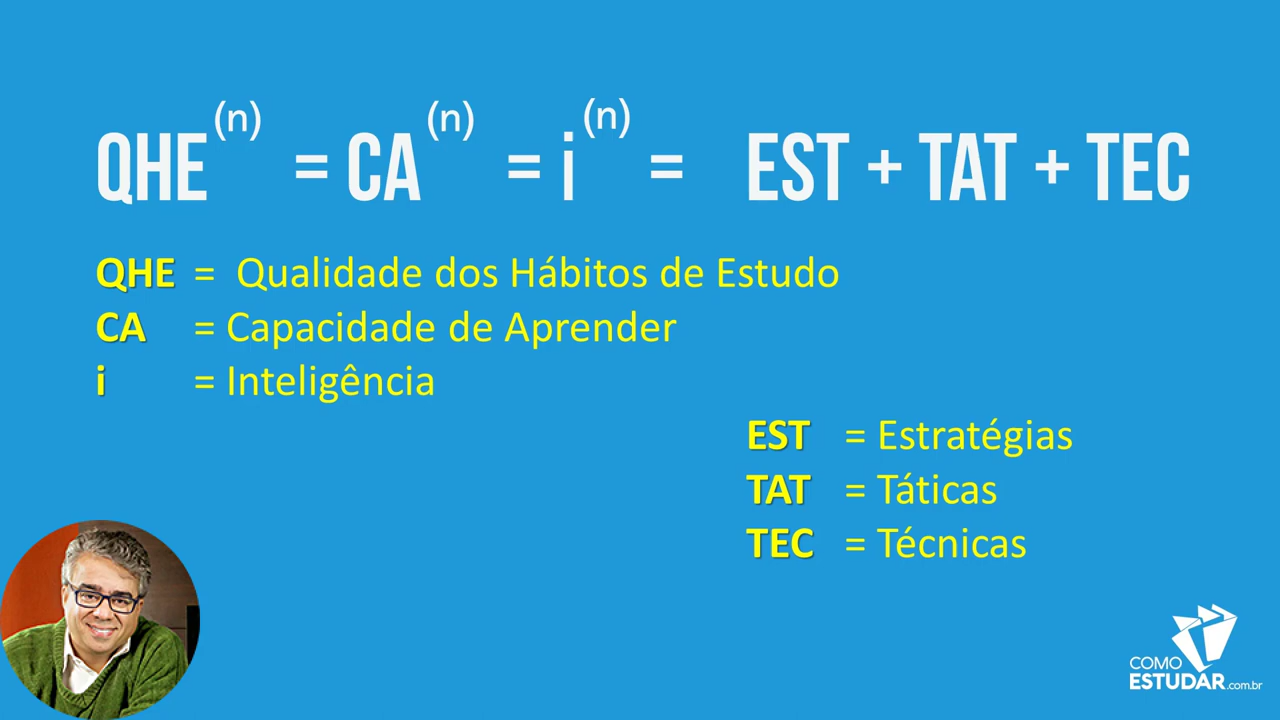 QHE(n) = CA(n) = i(n) = EST + TAT + TEC
QHE = Qualidade dos Hábitos de Estudo
CA = Capacidade de Aprender
i = Inteligência
EST = Estratégias
TAT = Táticas
TEC = Técnicas
COMO
ESTUDAR.com.br